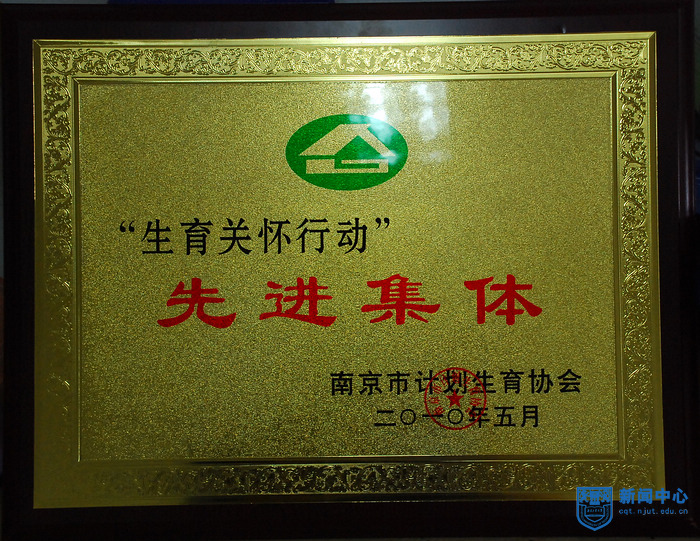 “生育关怀行动”
先进集体
南京市计划生育协会
二〇一〇年五月
新闻中心
cqt.njut.edu.cn